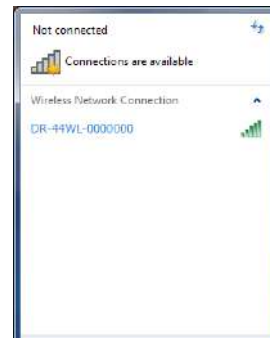 Not connected
Connections are available
Wireless Network Connection
DR-44WL-0000000